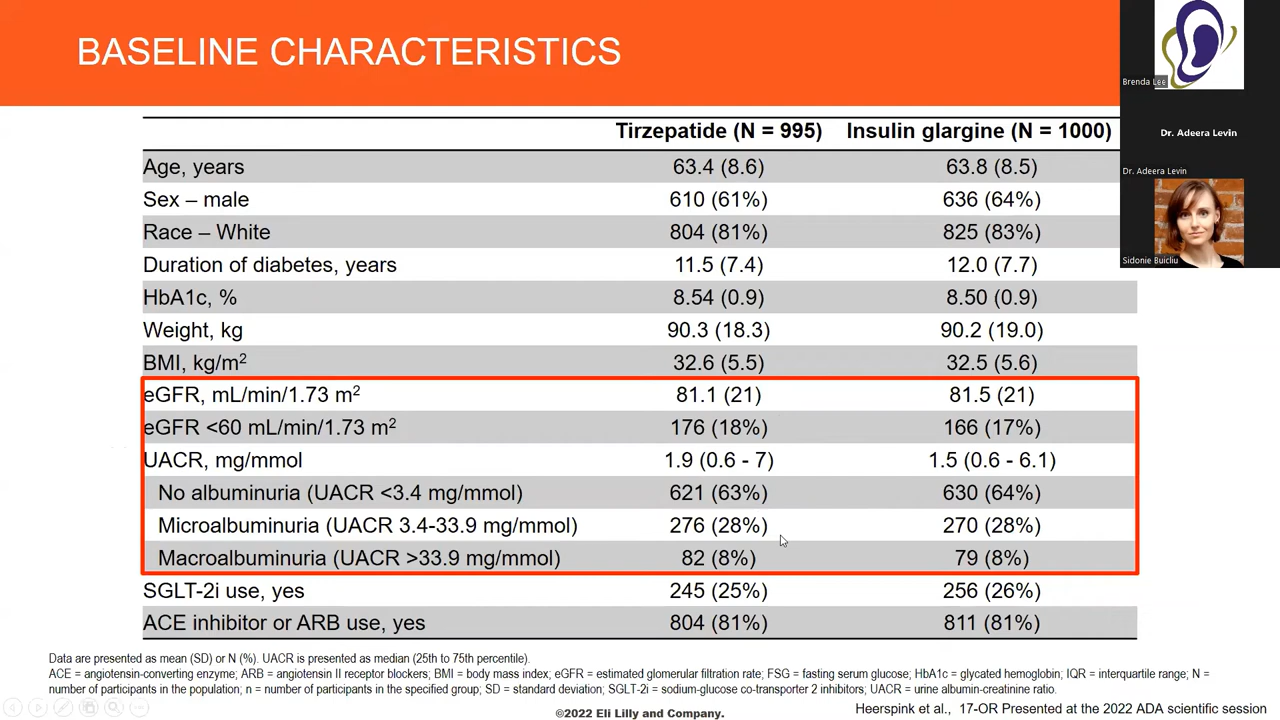 BASELINE CHARACTERISTICS
Brenda Lee
Dr. Adeera Levin
Dr. Adeera Levin
Sidonie Buicliu
Tirzepatide (N = 995) Insulin glargine (N = 1000)
Age, years 63.4 (8.6) 63.8 (8.5)
Sex – male 610 (61%) 636 (64%)
Race – White 804 (81%) 825 (83%)
Duration of diabetes, years 11.5 (7.4) 12.0 (7.7)
HbA1c, % 8.54 (0.9) 8.50 (0.9)
Weight, kg 90.3 (18.3) 90.2 (19.0)
BMI, kg/m² 32.6 (5.5) 32.5 (5.6)
eGFR, mL/min/1.73 m² 81.1 (21) 81.5 (21)
eGFR <60 mL/min/1.73 m² 176 (18%) 166 (17%)
UACR, mg/mmol 1.9 (0.6 - 7) 1.5 (0.6 - 6.1)
No albuminuria (UACR <3.4 mg/mmol) 621 (63%) 630 (64%)
Microalbuminuria (UACR 3.4-33.9 mg/mmol) 276 (28%) 270 (28%)
Macroalbuminuria (UACR >33.9 mg/mmol) 82 (8%) 79 (8%)
SGLT-2i use, yes 245 (25%) 256 (26%)
ACE inhibitor or ARB use, yes 804 (81%) 811 (81%)
Data are presented as mean (SD) or N (%). UACR is presented as median (25th to 75th percentile).
ACE = angiotensin-converting enzyme; ARB = angiotensin II receptor blockers; BMI = body mass index; eGFR = estimated glomerular filtration rate; FSG = fasting serum glucose; HbA1c = glycated hemoglobin; IQR = interquartile range; N =
number of participants in the population; n = number of participants in the specified group; SD = standard deviation; SGLT-2i = sodium-glucose co-transporter 2 inhibitors; UACR = urine albumin-creatinine ratio.
©2022 Eli Lilly and Company.
Heerspink et al., 17-OR Presented at the 2022 ADA scientific session